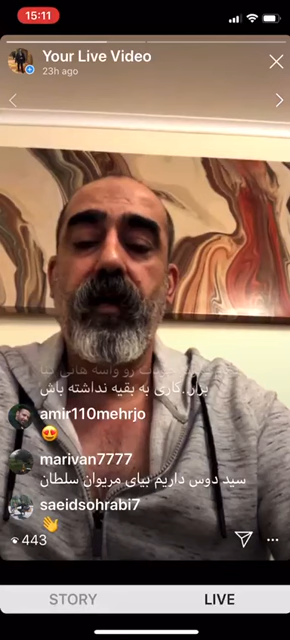 15:11
Your Live Video
23h ago
بزار.کاری به بقیه نداشته باش
amir110mehrjo
😍
marivan7777
سید دوس داریم بیای مریوان سلطان
saeidsohrabi7
👋
443
STORY
LIVE